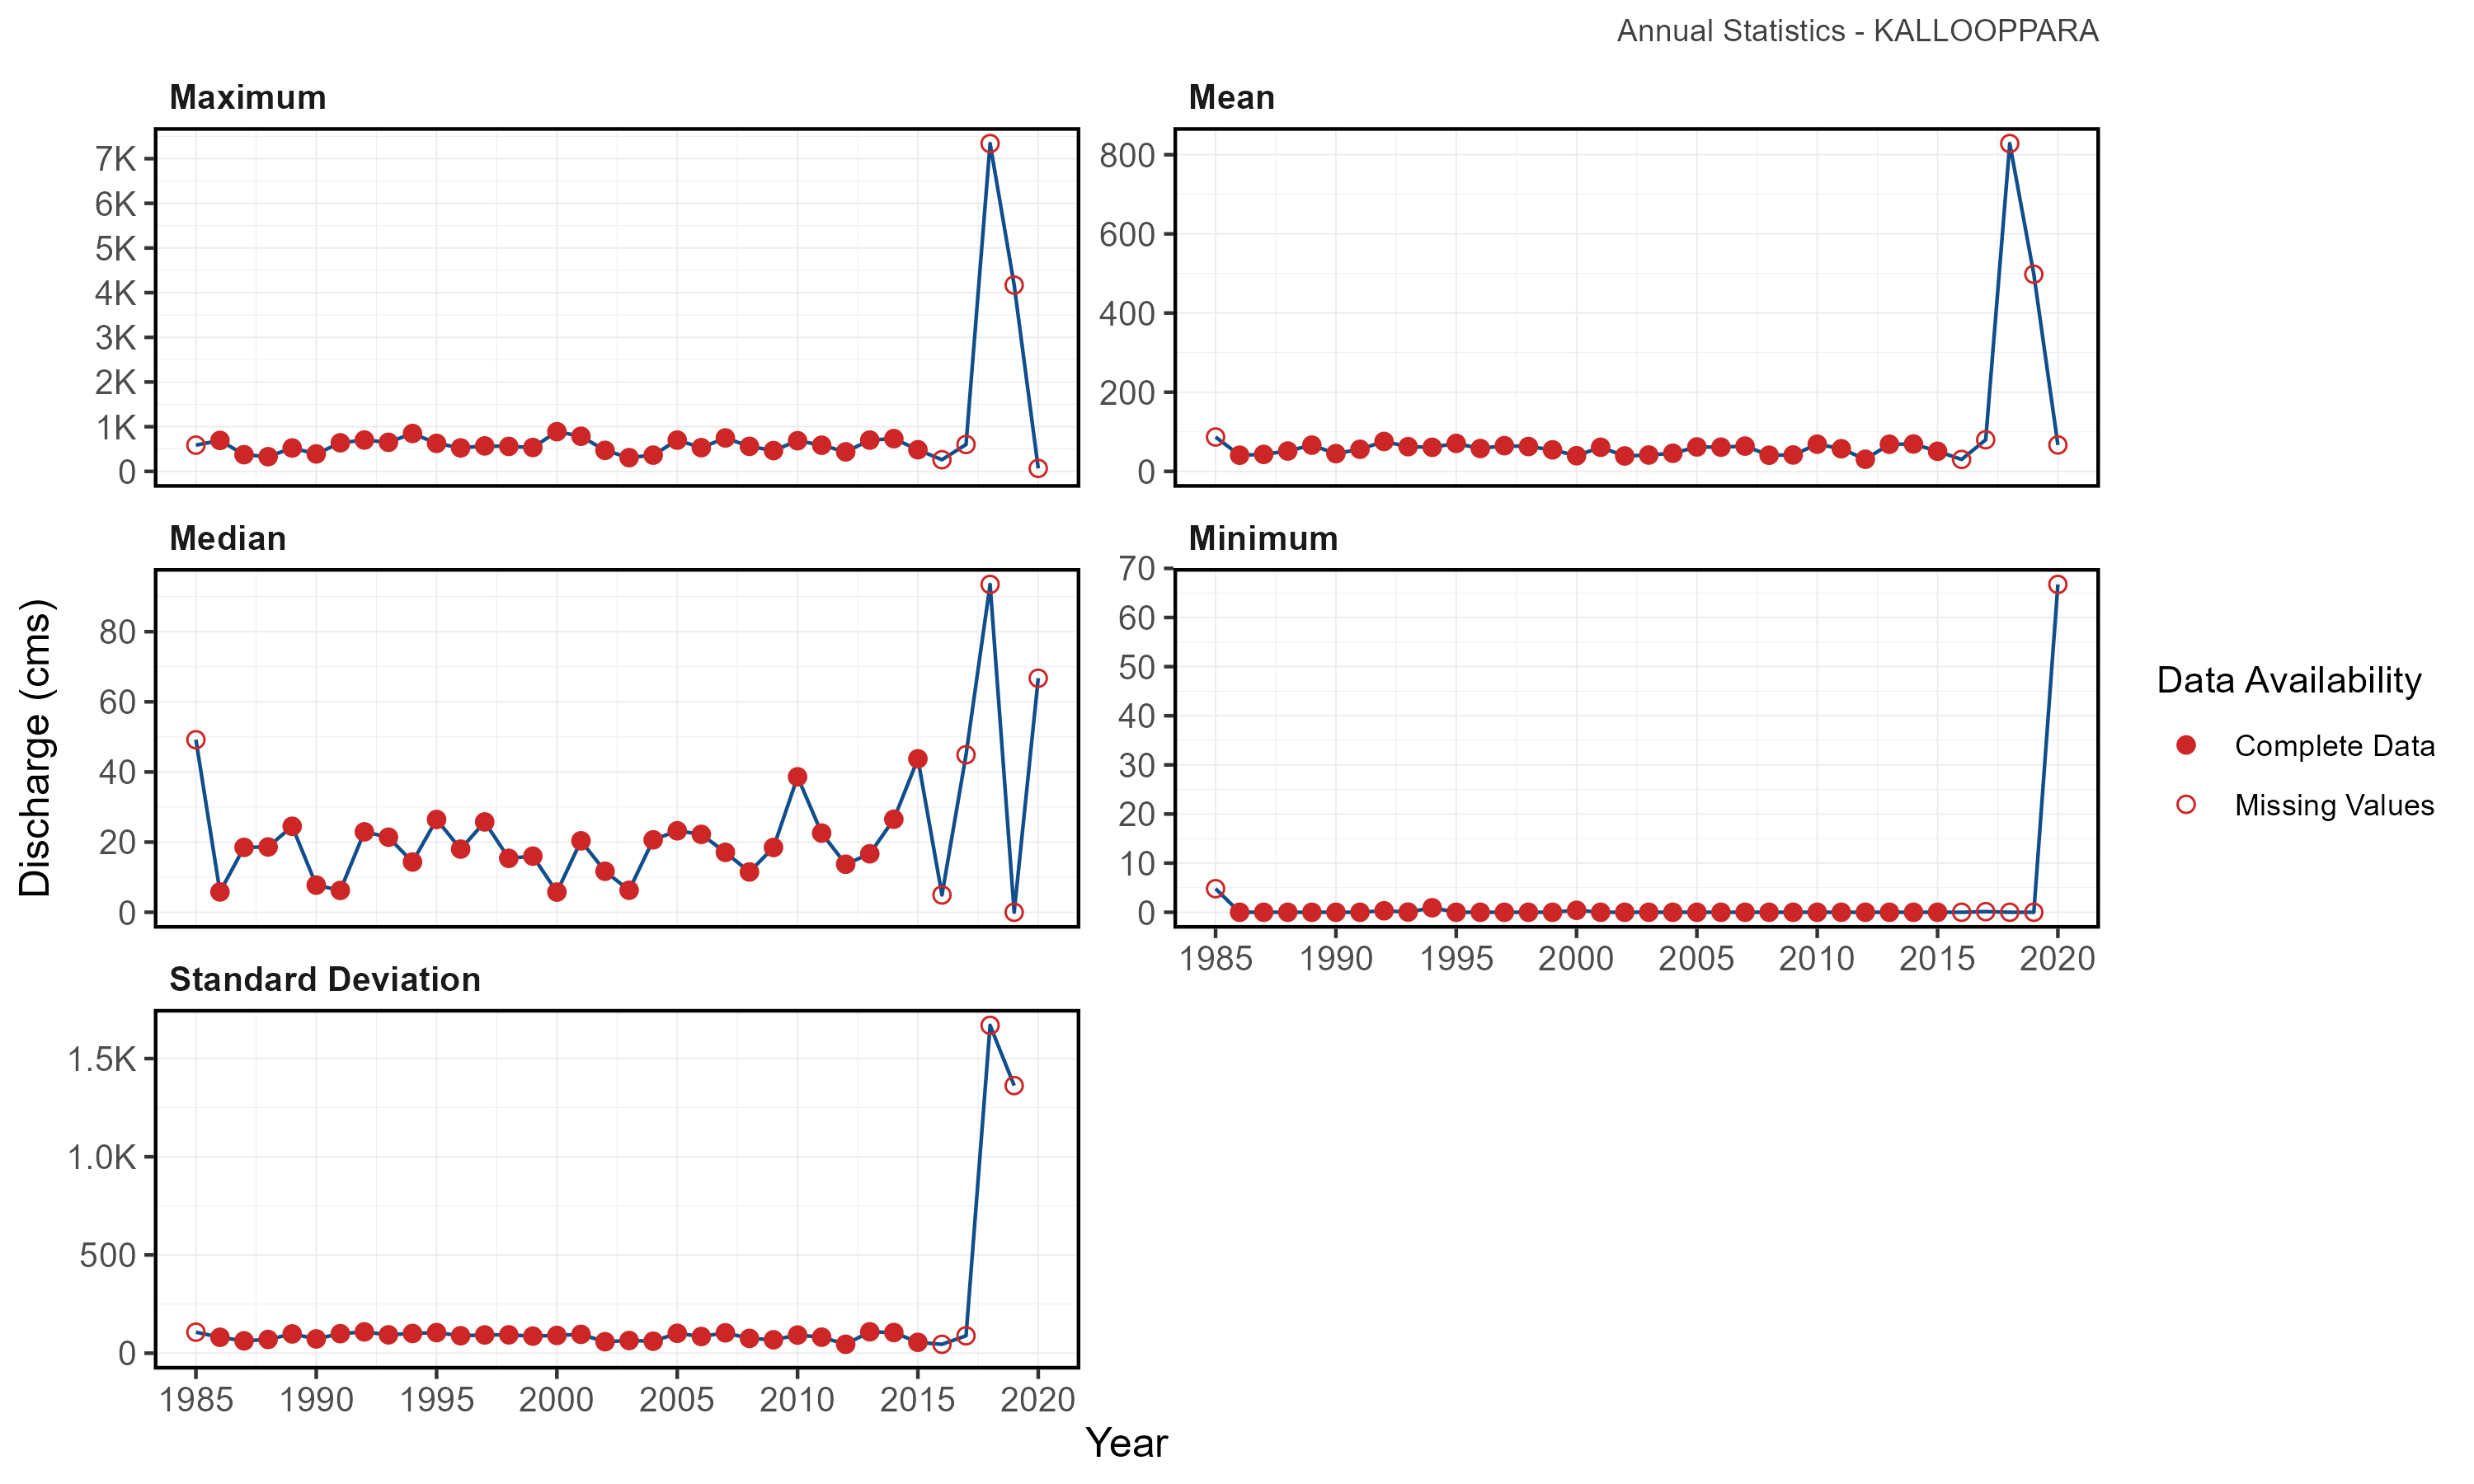 Annual Statistics - KALLOOPPARA
Maximum
7K
6K
5K
4K
3K
2K
1K
0
Mean
800
600
400
200
0
Median
80
60
40
20
0
Minimum
70
60
50
40
30
20
10
0
1985 1990 1995 2000 2005 2010 2015 2020
Standard Deviation
1.5K
1.0K
500
0
1985 1990 1995 2000 2005 2010 2015 2020
Year
Discharge (cms)
Data Availability
Complete Data
Missing Values